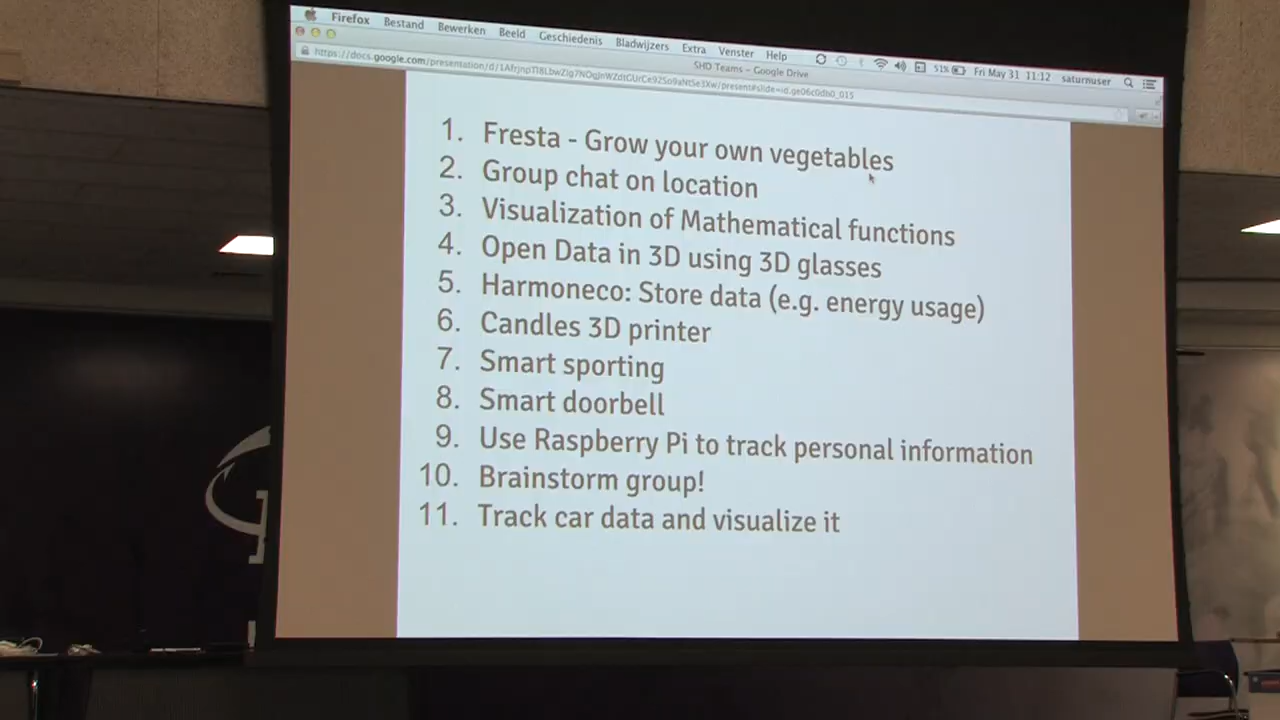 Firefox Bestand Bewerken Beeld Geschiedenis Bladwijzers Extra Venster Help 51% Fri May 31 11:12 saturnuser
SHD Teams – Google Drive
1. Fresta - Grow your own vegetables
2. Group chat on location
3. Visualization of Mathematical functions
4. Open Data in 3D using 3D glasses
5. Harmoneco: Store data (e.g. energy usage)
6. Candles 3D printer
7. Smart sporting
8. Smart doorbell
9. Use Raspberry Pi to track personal information
10. Brainstorm group!
11. Track car data and visualize it